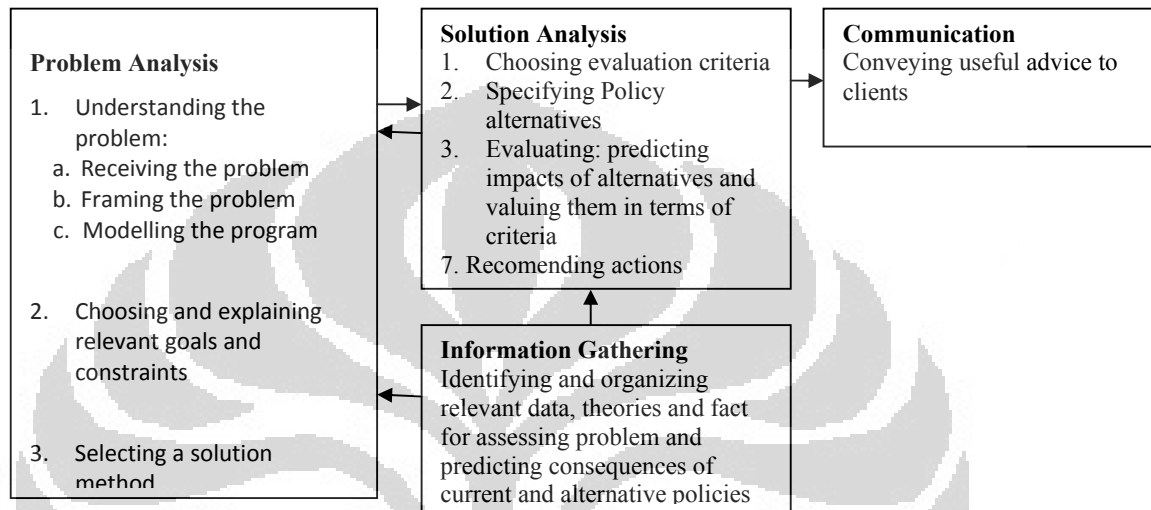 Problem Analysis
1. Understanding the
problem:
a. Receiving the problem
b. Framing the problem
c. Modelling the program
2. Choosing and explaining
relevant goals and
constraints
3. Selecting a solution
method
Solution Analysis
1. Choosing evaluation criteria
2. Specifying Policy
alternatives
3. Evaluating: predicting
impacts of alternatives and
valuing them in terms of
criteria
7. Recomending actions
Information Gathering
Identifying and organizing
relevant data, theories and fact
for assessing problem and
predicting consequences of
current and alternative policies
Communication
Conveying useful advice to
clients